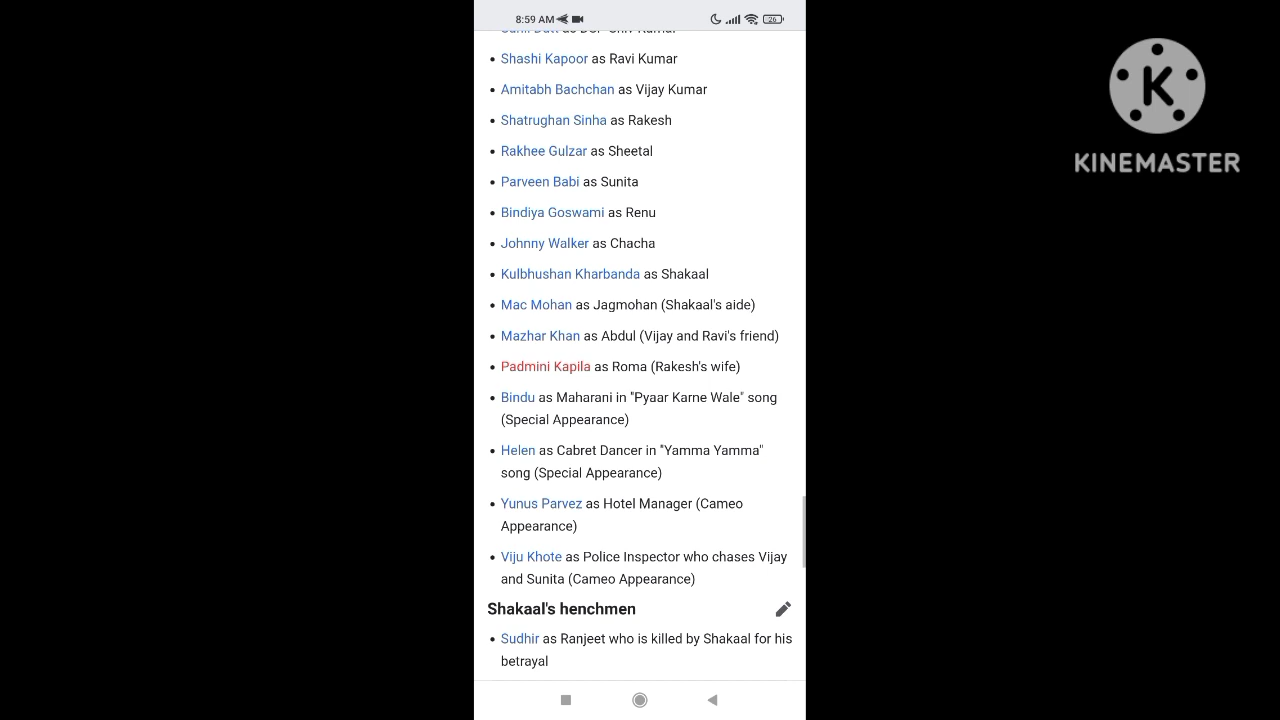 8:59 AM
26
Shashi Kapoor as Ravi Kumar
Amitabh Bachchan as Vijay Kumar
Shatrughan Sinha as Rakesh
Rakhee Gulzar as Sheetal
Parveen Babi as Sunita
Bindiya Goswami as Renu
Johnny Walker as Chacha
Kulbhushan Kharbanda as Shakaal
Mac Mohan as Jagmohan (Shakaal's aide)
Mazhar Khan as Abdul (Vijay and Ravi's friend)
Padmini Kapila as Roma (Rakesh's wife)
Bindu as Maharani in "Pyaar Karne Wale" song
(Special Appearance)
Helen as Cabret Dancer in "Yamma Yamma"
song (Special Appearance)
Yunus Parvez as Hotel Manager (Cameo
Appearance)
Viju Khote as Police Inspector who chases Vijay
and Sunita (Cameo Appearance)
Shakaal's henchmen
Sudhir as Ranjeet who is killed by Shakaal for his
betrayal
K
KINEMASTER